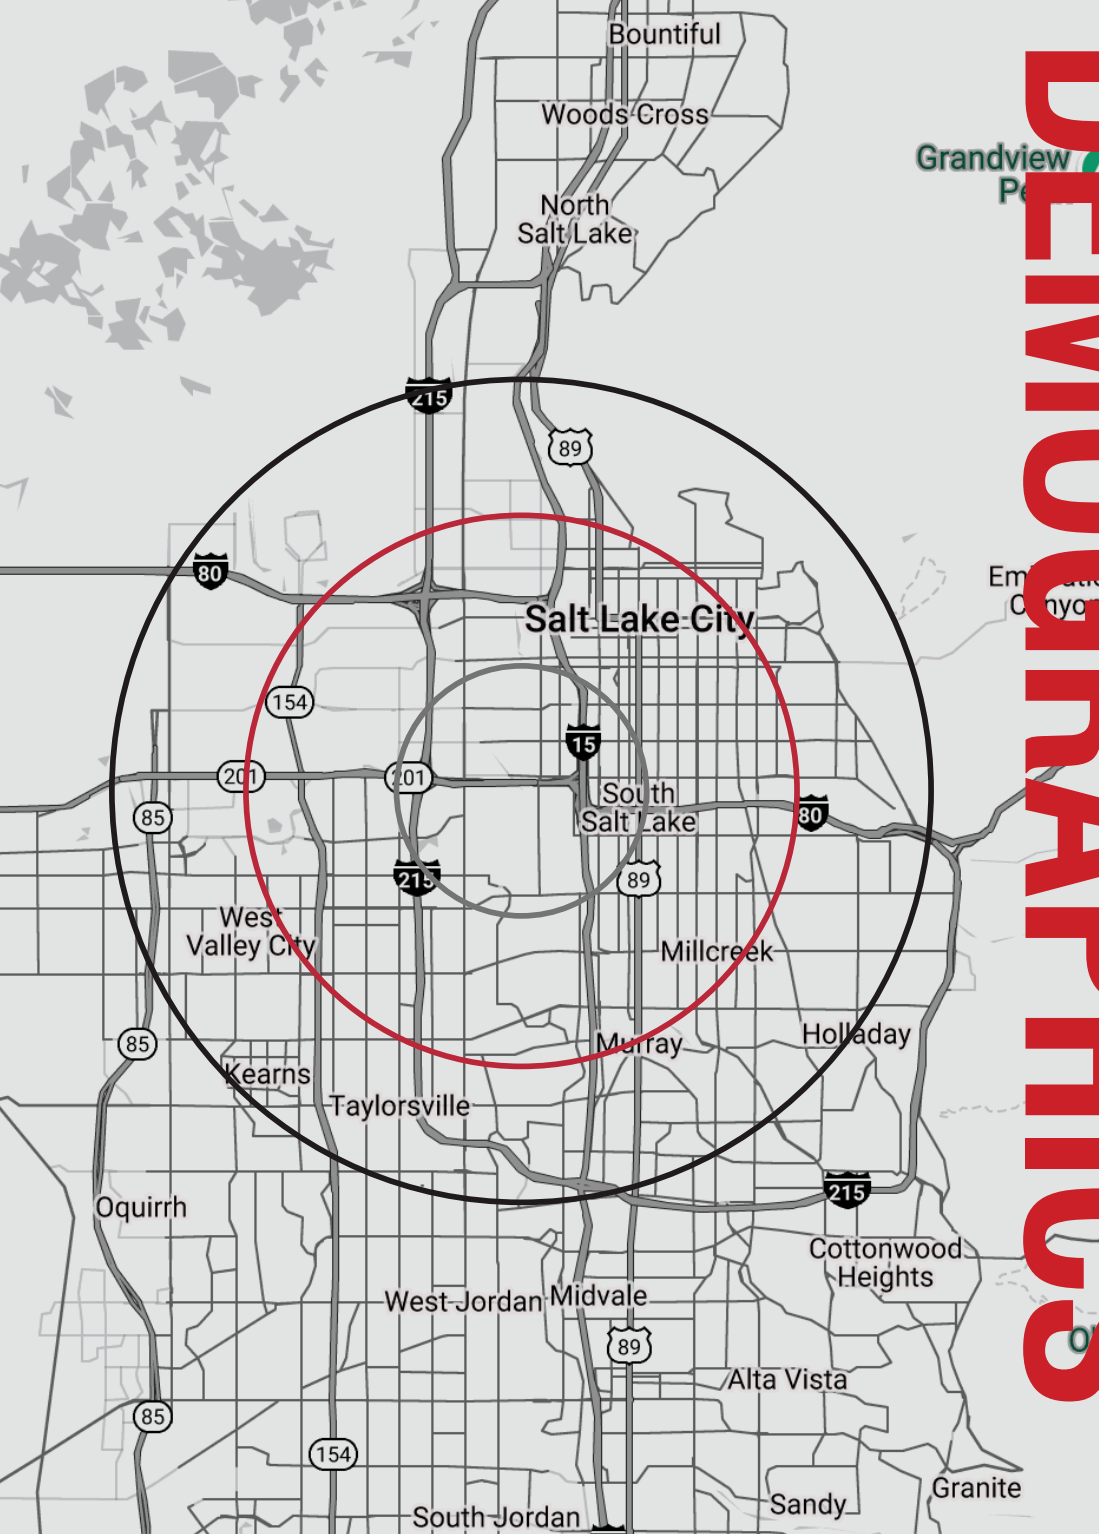 Bountiful
Woods Cross
Grandview
North
Salt Lake
215
89
80
Salt Lake City
154
15
201
201
South
Salt Lake
85
80
215
89
West
Valley City
Millcreek
85
Murray
Holladay
Kearns
Taylorsville
215
Oquirrh
Cottonwood
Heights
West Jordan
Midvale
89
Alta Vista
85
154
Granite
Sandy
South Jordan
DEMOGRAPHICS